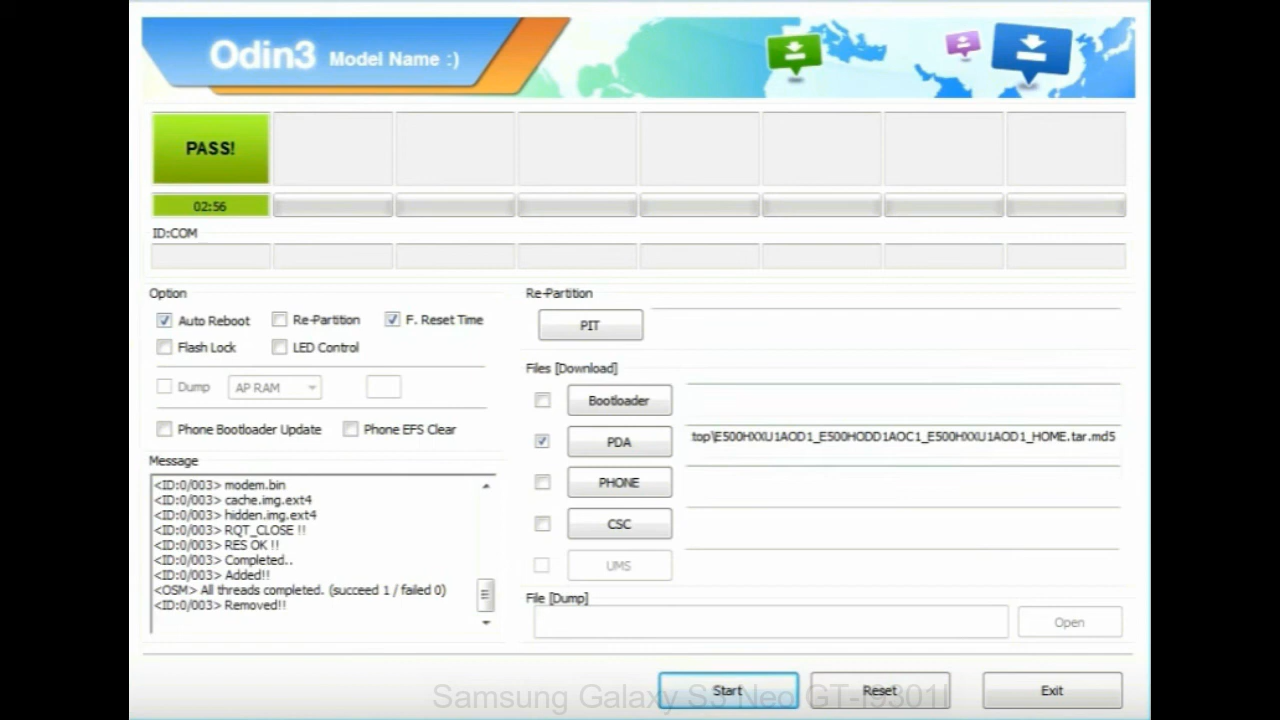 Odin3 Model Name :)
PASS!
02:56
ID:COM
Option
Auto Reboot Re-Partition F. Reset Time
Flash Lock LED Control
Dump AP RAM
Phone Bootloader Update Phone EFS Clear
Message
<ID:0/003> modem.bin
<ID:0/003> cache.img.ext4
<ID:0/003> hidden.img.ext4
<ID:0/003> RQT_CLOSE !!
<ID:0/003> RES OK !!
<ID:0/003> Completed..
<ID:0/003> Added!!
<OSM> All threads completed. (succeed 1 / failed 0)
<ID:0/003> Removed!!
Re-Partition
PIT
Files [Download]
Bootloader
PDA top\E500HXXU1AOD1_E500HODD1AOC1_E500HXXU1AOD1_HOME.tar.md5
PHONE
CSC
UMS
File [Dump]
Open
Start Reset Exit
Samsung Galaxy S3 Neo GT-I9301I